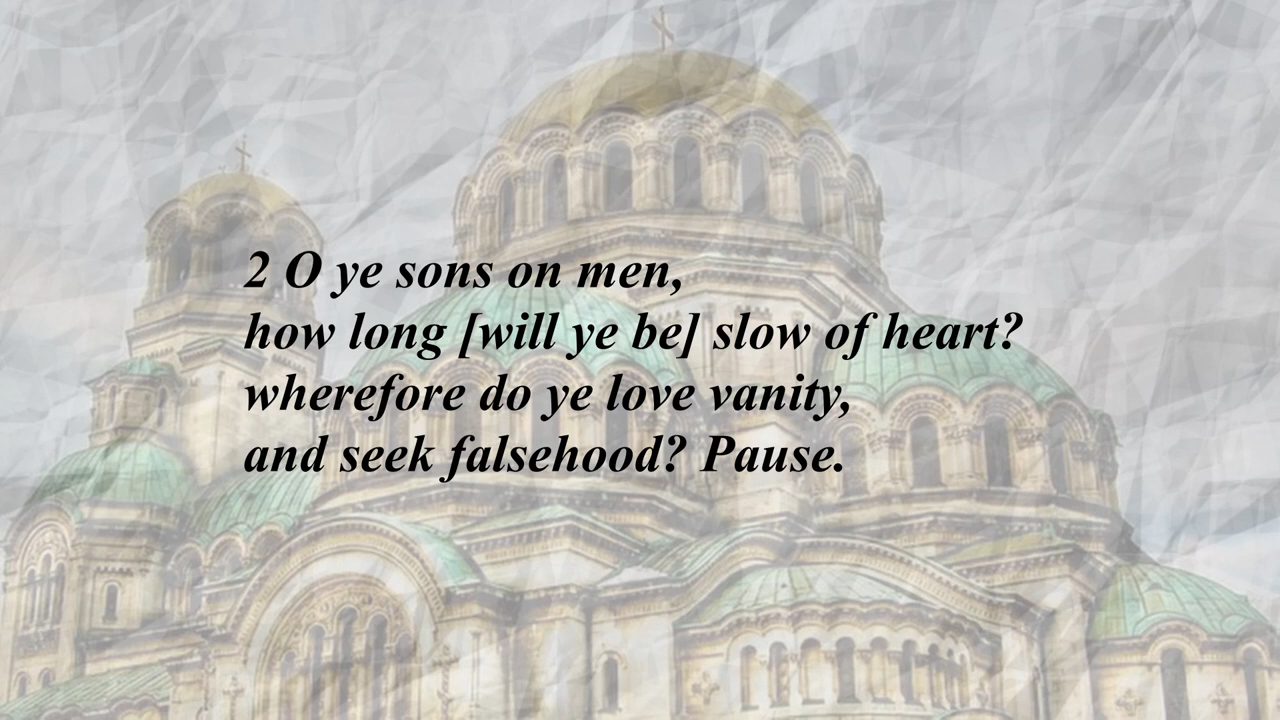 2 O ye sons on men,
how long [will ye be] slow of heart?
wherefore do ye love vanity,
and seek falsehood? Pause.